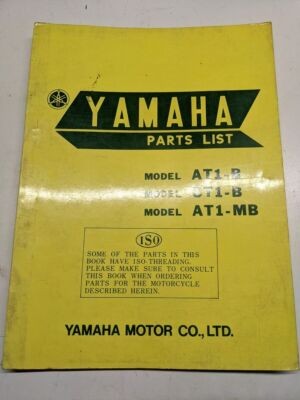 YAMAHA
PARTS LIST
MODEL AT1-B
MODEL CT1-B
MODEL AT1-MB
ISO
SOME OF THE PARTS IN THIS
BOOK HAVE ISO-THREADING.
PLEASE MAKE SURE TO CONSULT
THIS BOOK WHEN ORDERING
PARTS FOR THE MOTORCYCLE
DESCRIBED HEREIN.
YAMAHA MOTOR CO., LTD.